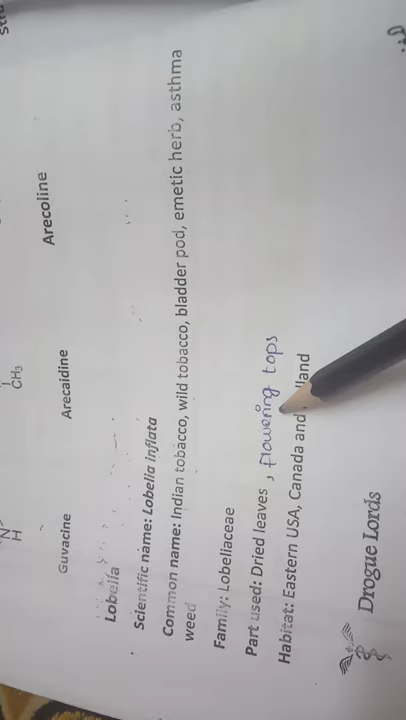 N
H
CH₃
Guvacine Arecaidine Arecoline
Lobelia
Scientific name: Lobelia inflata
Common name: Indian tobacco, wild tobacco, bladder pod, emetic herb, asthma
weed
Family: Lobeliaceae
Part used: Dried leaves , flowering tops
Habitat: Eastern USA, Canada and
Drogue Lords